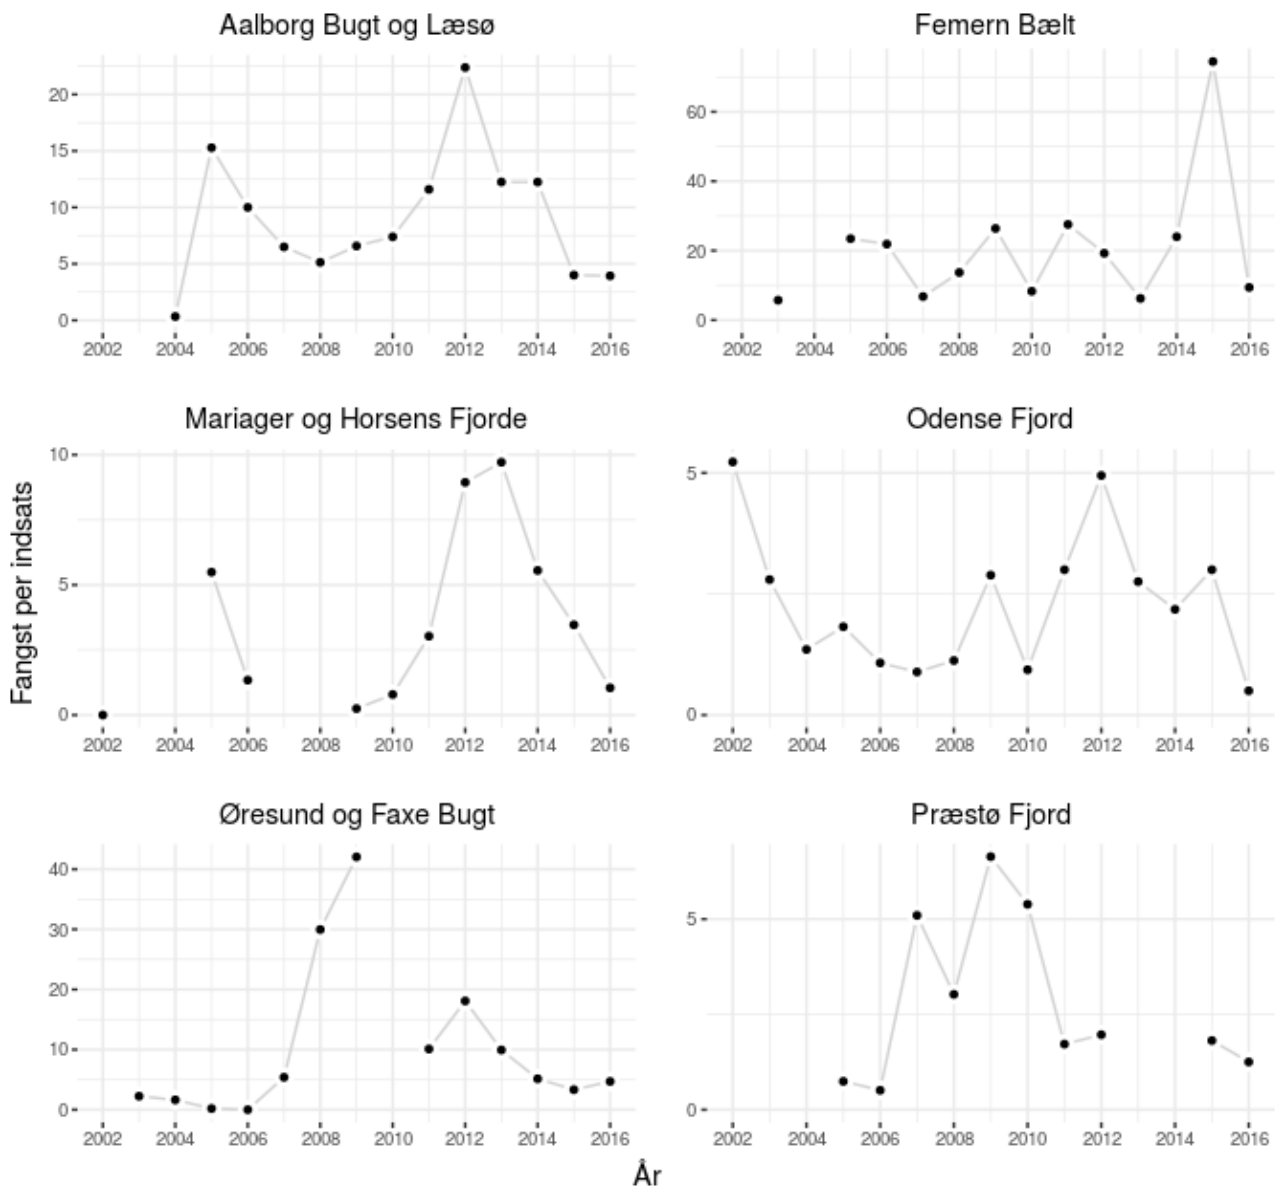 Aalborg Bugt og Læsø
20
15
10
5
0
2002 2004 2006 2008 2010 2012 2014 2016
Femern Bælt
60
40
20
0
2002 2004 2006 2008 2010 2012 2014 2016
Fangst per indsats
Mariager og Horsens Fjorde
10
5
0
2002 2004 2006 2008 2010 2012 2014 2016
Odense Fjord
5
0
2002 2004 2006 2008 2010 2012 2014 2016
Øresund og Faxe Bugt
40
30
20
10
0
2002 2004 2006 2008 2010 2012 2014 2016
Præstø Fjord
5
0
2002 2004 2006 2008 2010 2012 2014 2016
År